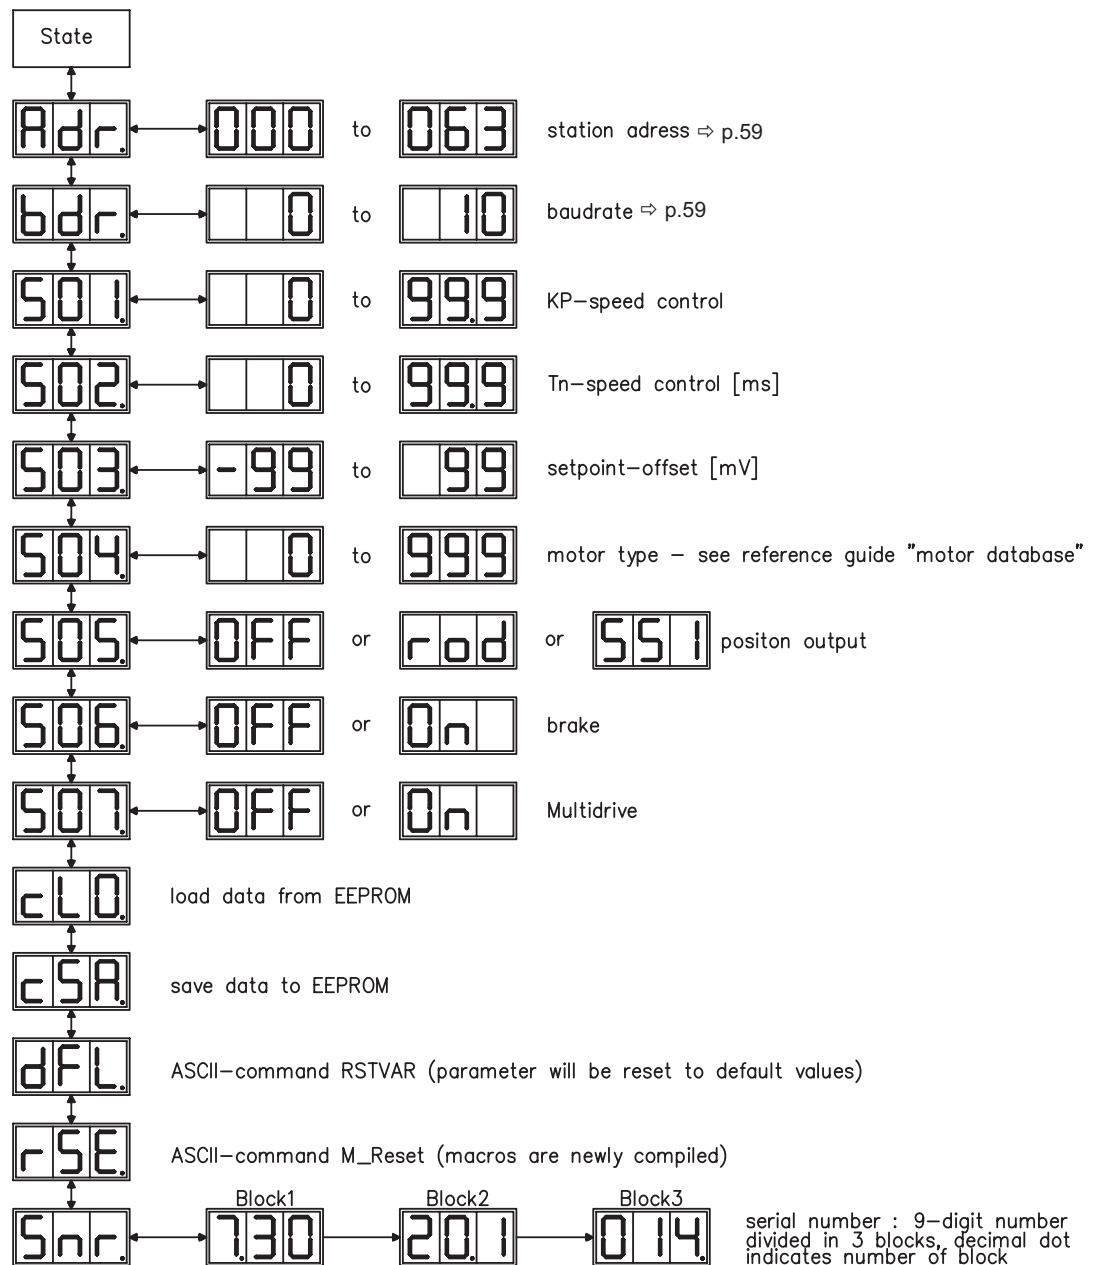 State
Adr. 000 to 063 station adress ⇨ p.59
bdr. 0 to 10 baudrate ⇨ p.59
S01. 0 to 99.9 KP-speed control
S02. 0 to 99.9 Tn-speed control [ms]
S03. -99 to 99 setpoint-offset [mV]
S04. 0 to 999 motor type - see reference guide "motor database"
S05. OFF or rod or SS1 positon output
S06. OFF or On brake
S07. OFF or On Multidrive
cLO. load data from EEPROM
cSA. save data to EEPROM
dFL. ASCII-command RSTVAR (parameter will be reset to default values)
rSE. ASCII-command M_Reset (macros are newly compiled)
Block1 Block2 Block3
Snr. 7.30 20.1 014. serial number : 9-digit number
divided in 3 blocks, decimal dot
indicates number of block